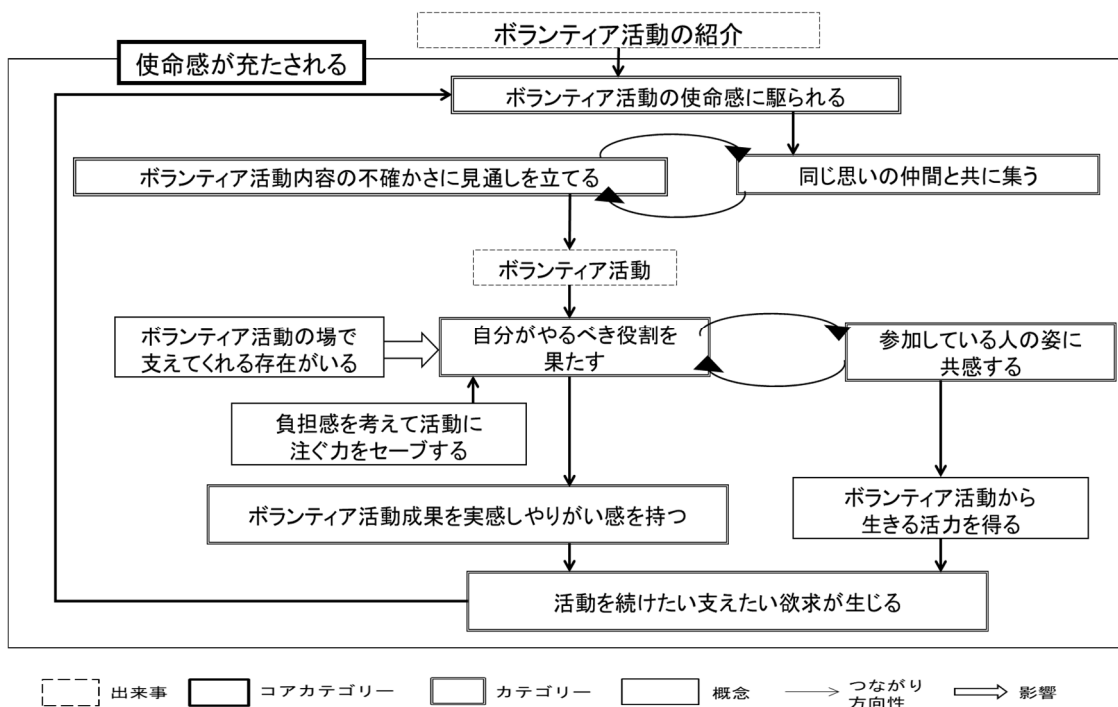 ボランティア活動の紹介
使命感が充たされる
ボランティア活動の使命感に駆られる
ボランティア活動内容の不確かさに見通しを立てる
同じ思いの仲間と共に集う
ボランティア活動
ボランティア活動の場で
支えてくれる存在がいる
自分がやるべき役割を
果たす
参加している人の姿に
共感する
負担感を考えて活動に
注ぐ力をセーブする
ボランティア活動成果を実感しやりがい感を持つ
ボランティア活動から
生きる活力を得る
活動を続けたい支えたい欲求が生じる
出来事
コアカテゴリー
カテゴリー
概念
つながり
方向性
影響